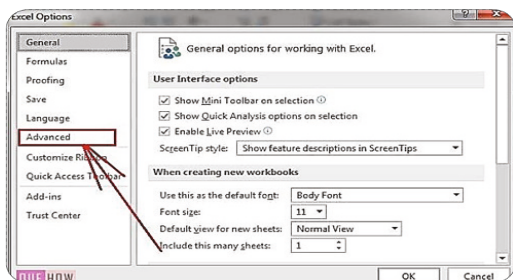 Excel Options
General
Formulas
Proofing
Save
Language
Advanced
Customize Ribbon
Quick Access Toolbar
Add-ins
Trust Center
General options for working with Excel.
User Interface options
Show Mini Toolbar on selection
Show Quick Analysis options on selection
Enable Live Preview
ScreenTip style: Show feature descriptions in ScreenTips
When creating new workbooks
Use this as the default font: Body Font
Font size: 11
Default view for new sheets: Normal View
Include this many sheets: 1
OK Cancel
HOW